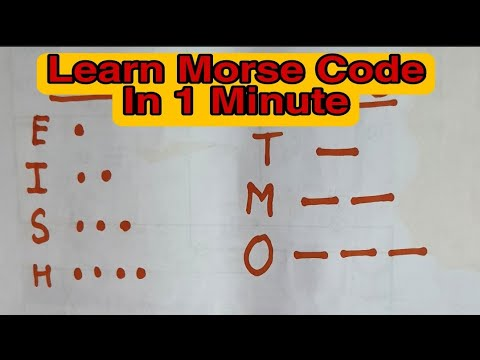 Learn Morse Code
In 1 Minute
E •
I • •
S • • •
H • • • •
T —
M — —
O — — —